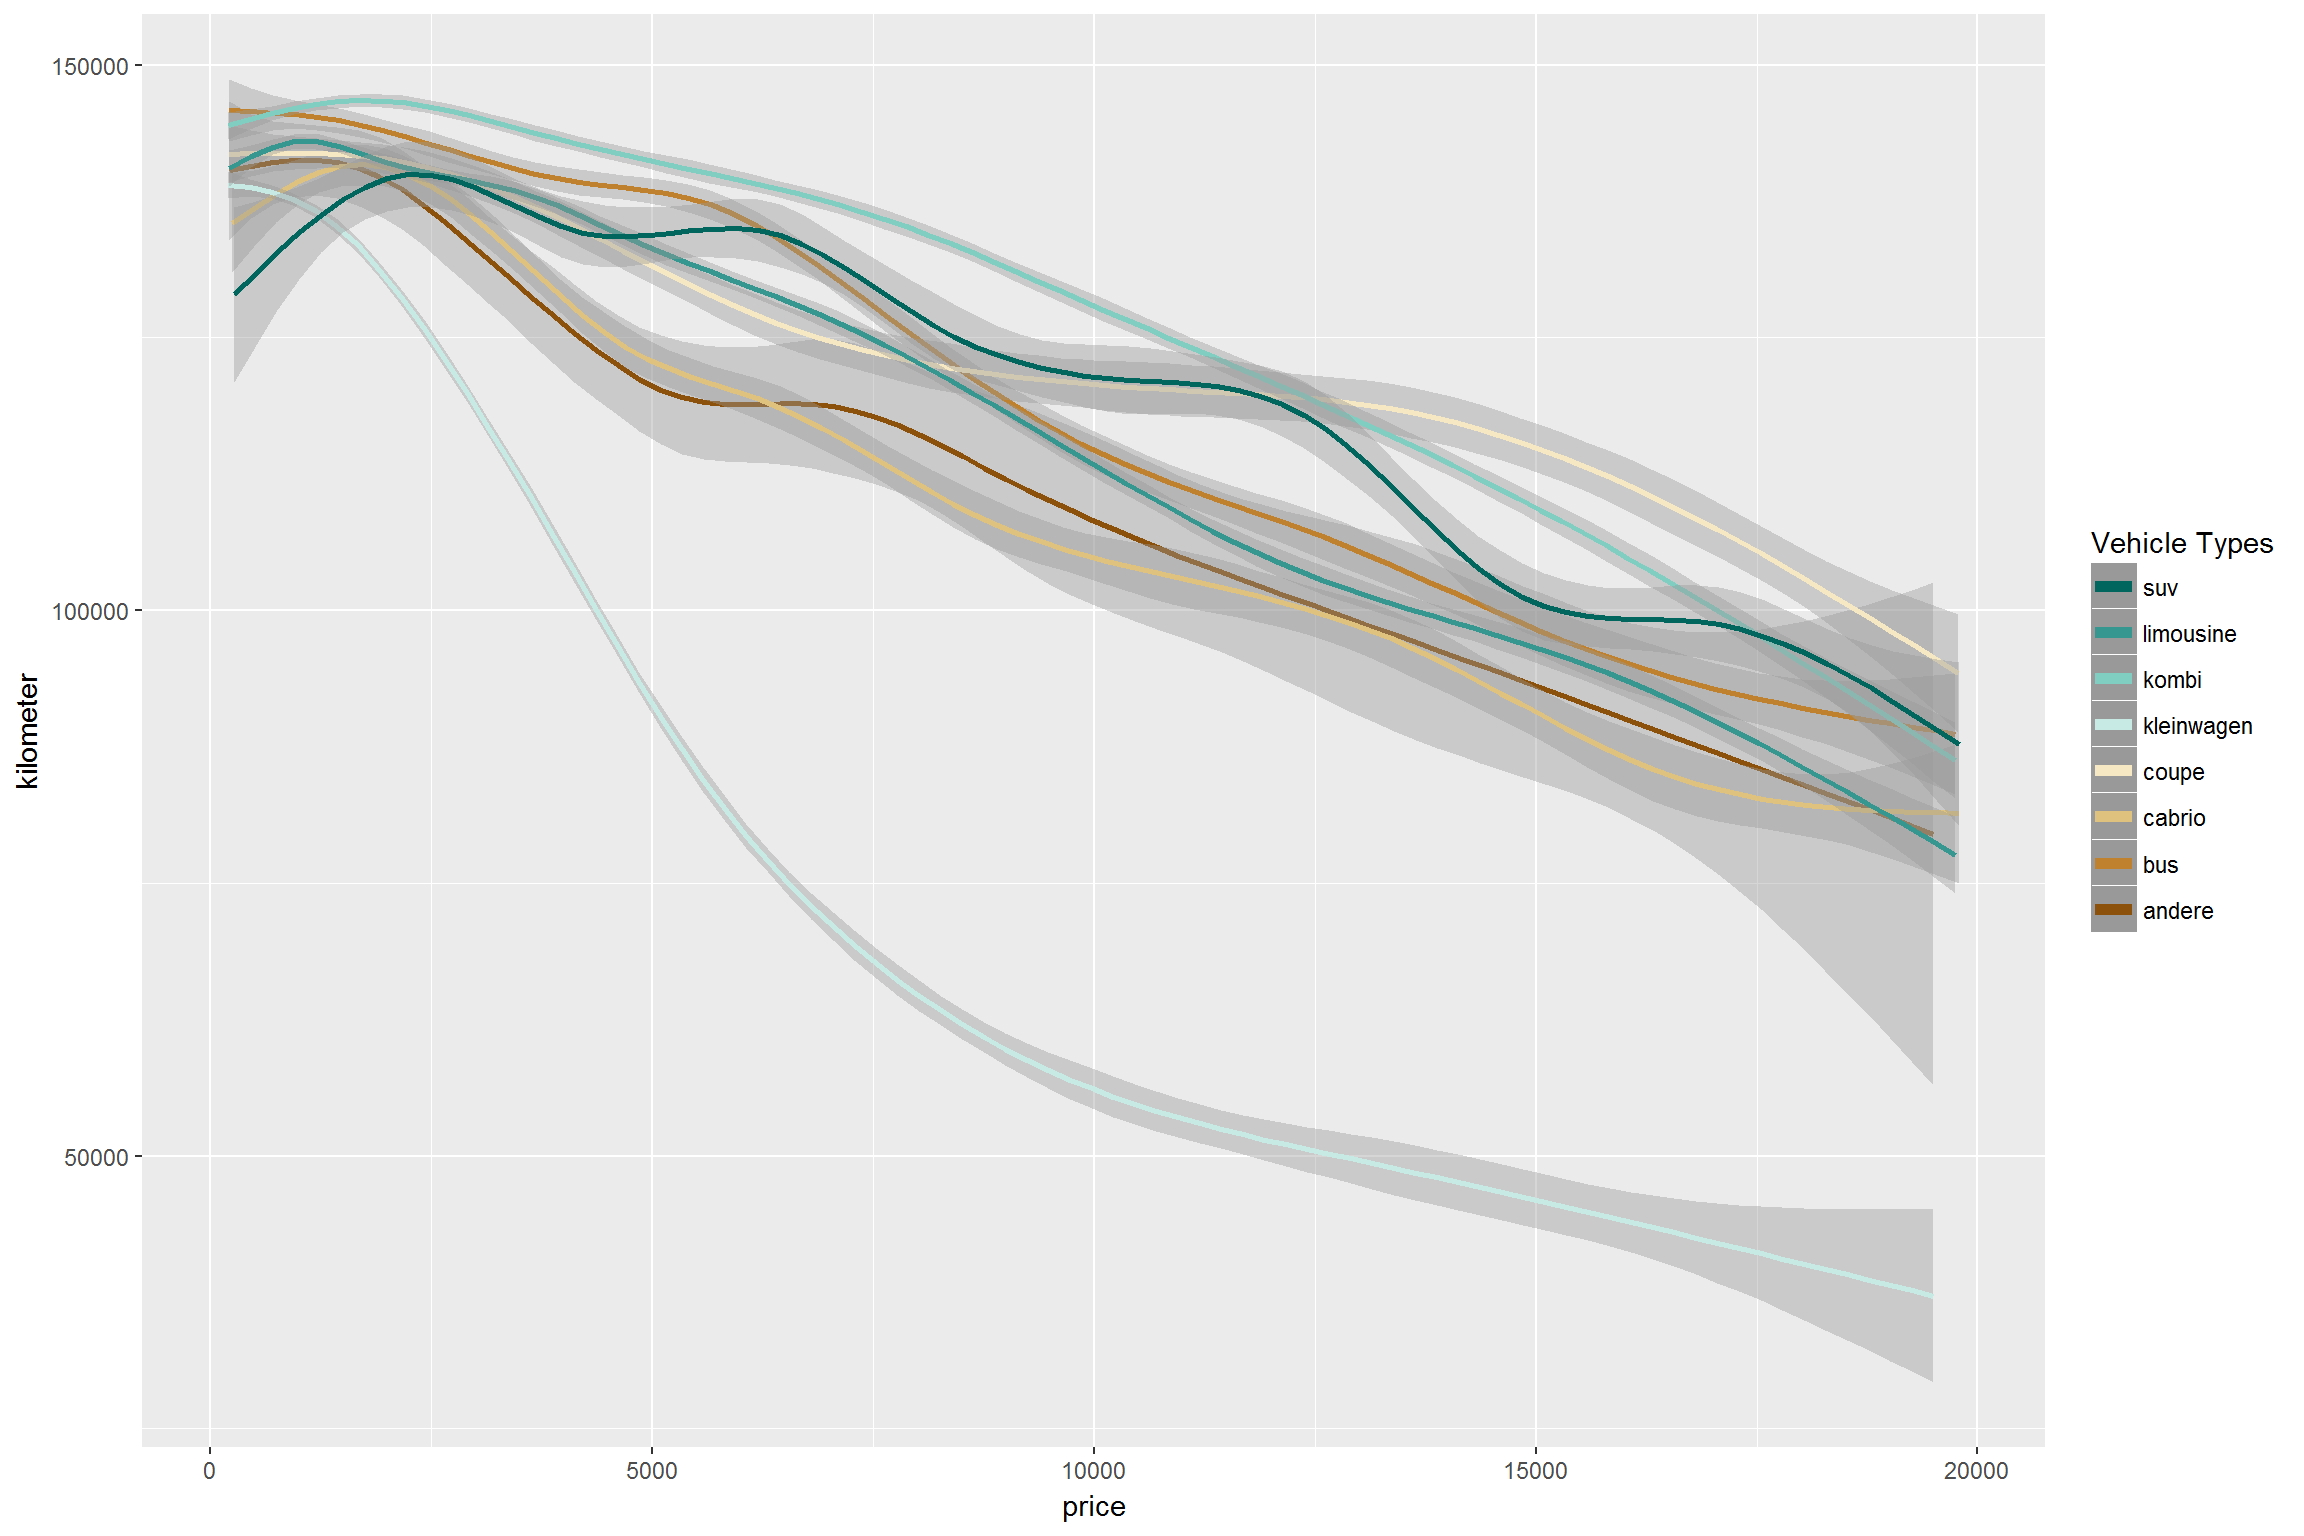 150000
100000
50000
kilometer
0
5000
10000
15000
20000
price
Vehicle Types
suv
limousine
kombi
kleinwagen
coupe
cabrio
bus
andere